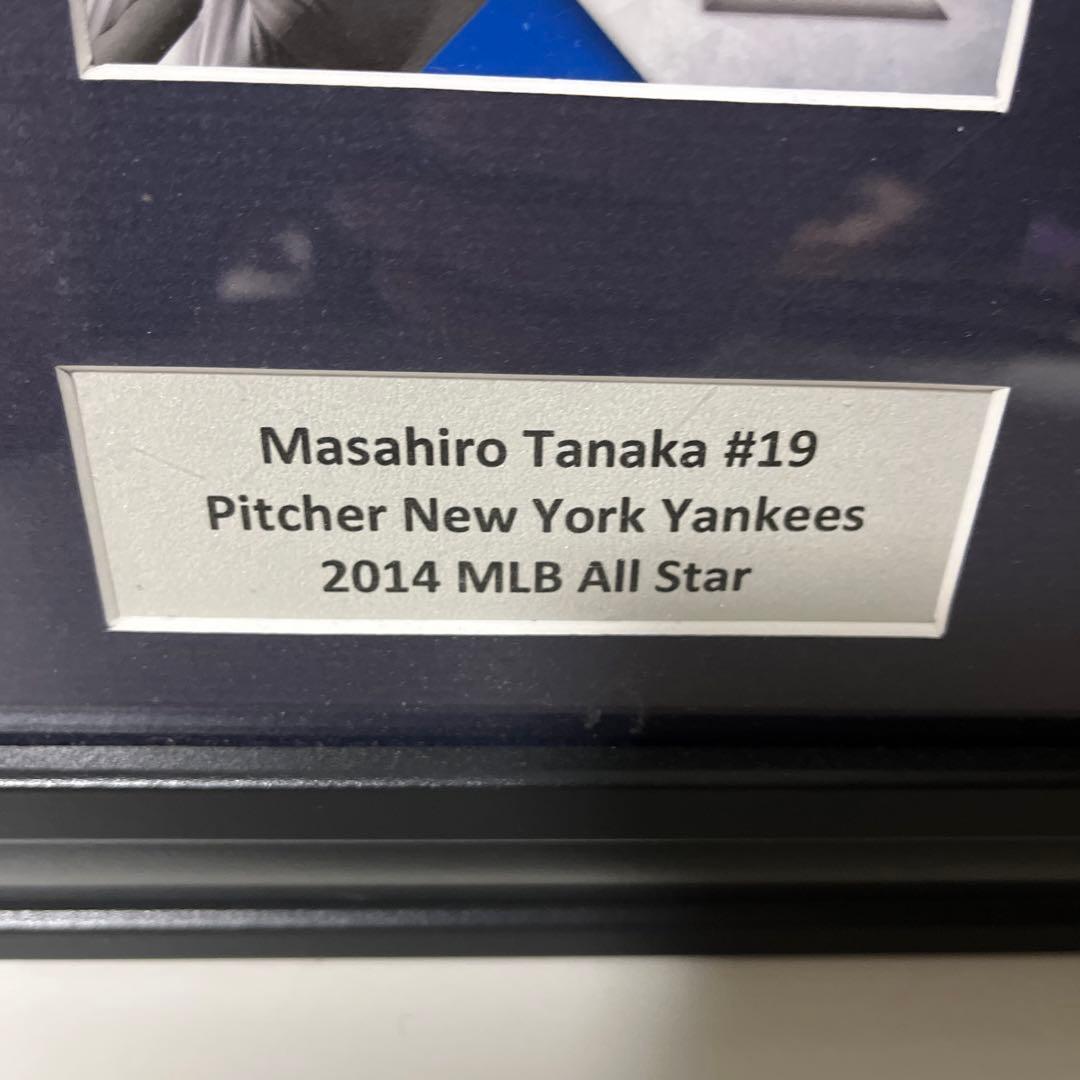 Masahiro Tanaka #19
Pitcher New York Yankees
2014 MLB All Star